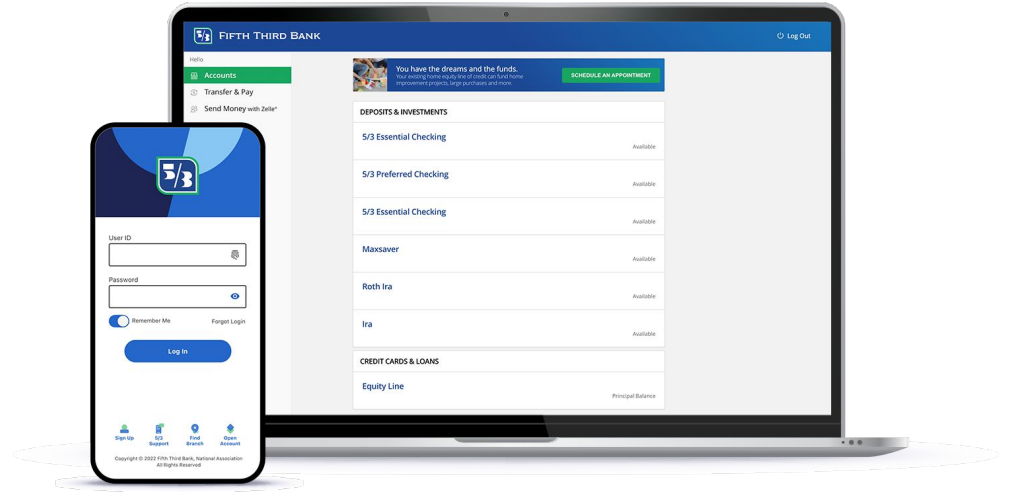 5/3 FIFTH THIRD BANK
Log Out
Hello
Accounts
Transfer & Pay
Send Money with Zelle®
You have the dreams and the funds.
Your existing home equity line of credit can fund home
improvement projects, large purchases and more.
SCHEDULE AN APPOINTMENT
DEPOSITS & INVESTMENTS
5/3 Essential Checking
Available
5/3 Preferred Checking
Available
5/3 Essential Checking
Available
Maxsaver
Available
Roth Ira
Available
Ira
Available
CREDIT CARDS & LOANS
Equity Line
Principal Balance
5/3
User ID
Password
Remember Me
Forgot Login
Log In
Sign Up
5/3
Support
Find
Branch
Open
Account
Copyright © 2022 Fifth Third Bank, National Association
All Rights Reserved